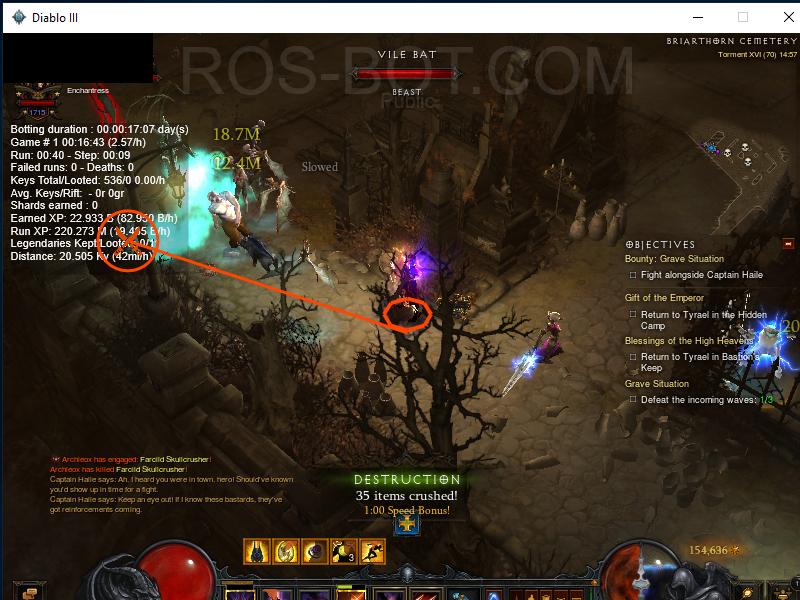 Diablo III
ROS-BOT.COM
Public
VILE BAT
BEAST
BRIARTHORN CEMETERY
Torment XVI (70) 14:57
Enchantress
1715
Botting duration : 00.00:17:07 day(s)
Game # 1 00:16:43 (2.57/h)
Run: 00:40 - Step: 00:09
Failed runs: 0 - Deaths: 0
Keys Total/Looted: 536/0 0.00/h
Avg. Keys/Rift: - 0r 0gr
Shards earned : 0
Earned XP: 22.933 B (82.950 B/h)
Run XP: 220.273 M (19.435 B/h)
Legendaries Kept/Looted: 0/1
Distance: 20.505 Ky (42mi/h)
18.7M
12.4M
Slowed
OBJECTIVES
Bounty: Grave Situation
Fight alongside Captain Haile
Gift of the Emperor
Return to Tyrael in the Hidden
Camp
Blessings of the High Heavens
Return to Tyrael in Bastion's
Keep
Grave Situation
Defeat the incoming waves: 1/3
20
Archleox has engaged: Farcild Skullcrusher!
Archleox has killed Farcild Skullcrusher!
Captain Haile says: Ah, I heard you were in town, hero! Should've known
you'd show up in time for a fight.
Captain Haile says: Keep an eye out! If I know these bastards, they've
got reinforcements coming.
DESTRUCTION
35 items crushed!
1:00 Speed Bonus!
3
154,636